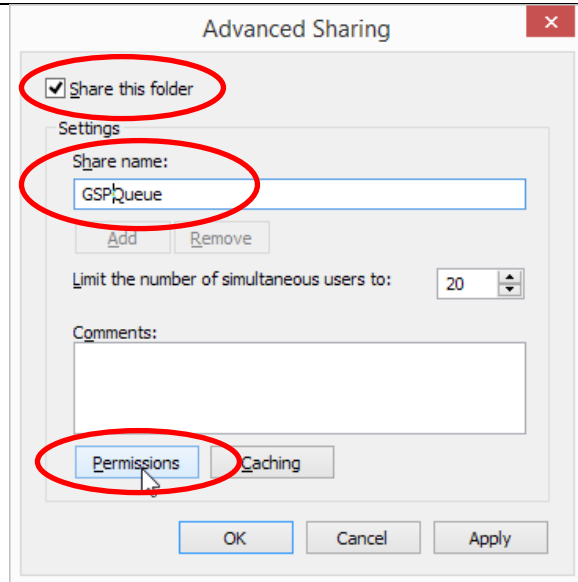 Advanced Sharing
Share this folder
Settings
Share name:
GSPQueue
Add Remove
Limit the number of simultaneous users to: 20
Comments:
Permissions Caching
OK Cancel Apply